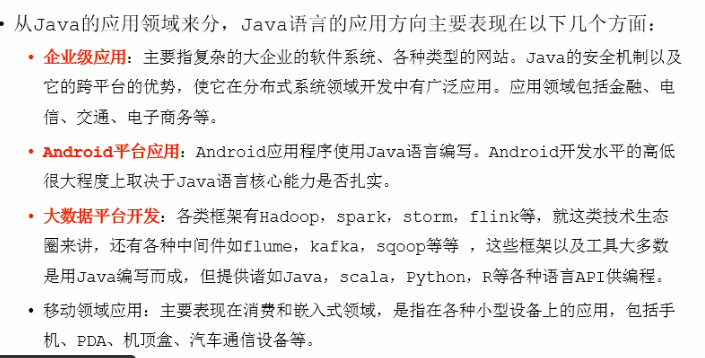 • 从Java的应用领域来分，Java语言的应用方向主要表现在以下几个方面：
• 企业级应用：主要指复杂的大企业的软件系统、各种类型的网站。Java的安全机制以及
它的跨平台的优势，使它在分布式系统领域开发中有广泛应用。应用领域包括金融、电
信、交通、电子商务等。
• Android平台应用：Android应用程序使用Java语言编写。Android开发水平的高低
很大程度上取决于Java语言核心能力是否扎实。
• 大数据平台开发：各类框架有Hadoop，spark，storm，flink等，就这类技术生态
圈来讲，还有各种中间件如flume，kafka，sqoop等等 ，这些框架以及工具大多数
是用Java编写而成，但提供诸如Java，scala，Python，R等各种语言API供编程。
• 移动领域应用：主要表现在消费和嵌入式领域，是指在各种小型设备上的应用，包括手
机、PDA、机顶盒、汽车通信设备等。